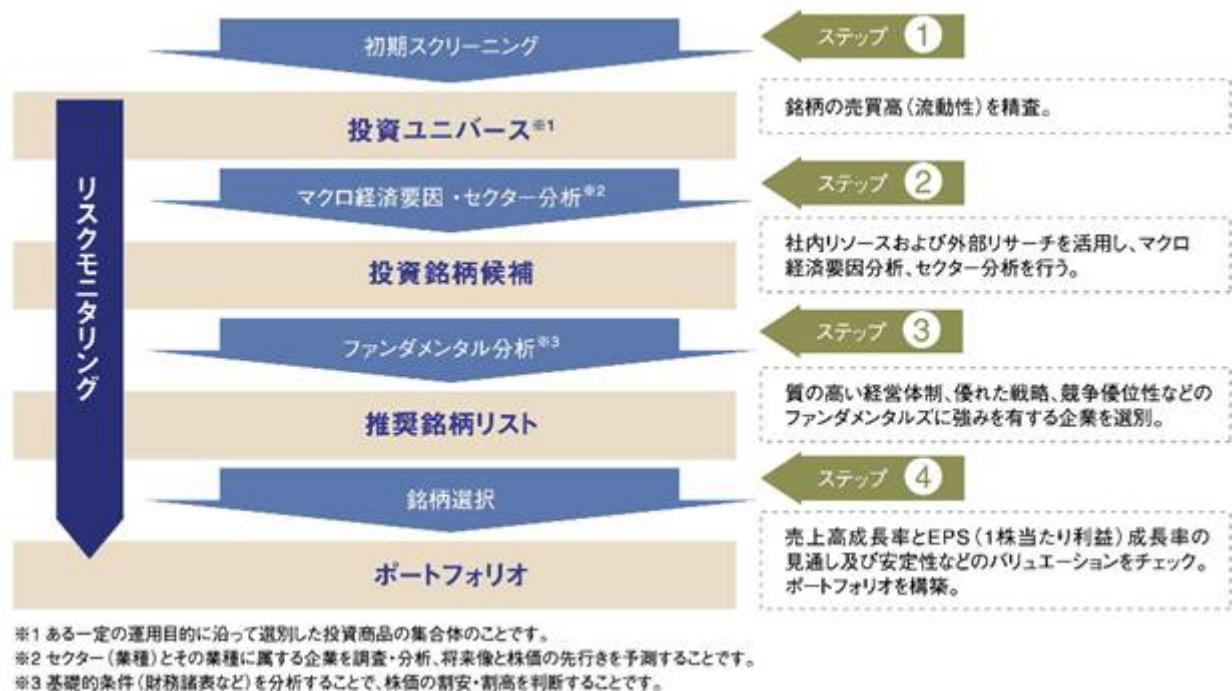 初期スクリーニング
ステップ 1
銘柄の売買高(流動性)を精査。
投資ユニバース※1
マクロ経済要因・セクター分析※2
ステップ 2
社内リソースおよび外部リサーチを活用し、マクロ
経済要因分析、セクター分析を行う。
投資銘柄候補
ファンダメンタル分析※3
ステップ 3
質の高い経営体制、優れた戦略、競争優位性などの
ファンダメンタルズに強みを有する企業を選別。
推奨銘柄リスト
銘柄選択
ステップ 4
売上高成長率とEPS(1株当たり利益)成長率の
見通し及び安定性などのバリュエーションをチェック。
ポートフォリオを構築。
ポートフォリオ
リスクモニタリング
※1 ある一定の運用目的に沿って選別した投資商品の集合体のことです。
※2 セクター(業種)とその業種に属する企業を調査・分析、将来像と株価の先行きを予測することです。
※3 基礎的条件(財務諸表など)を分析することで、株価の割安・割高を判断することです。